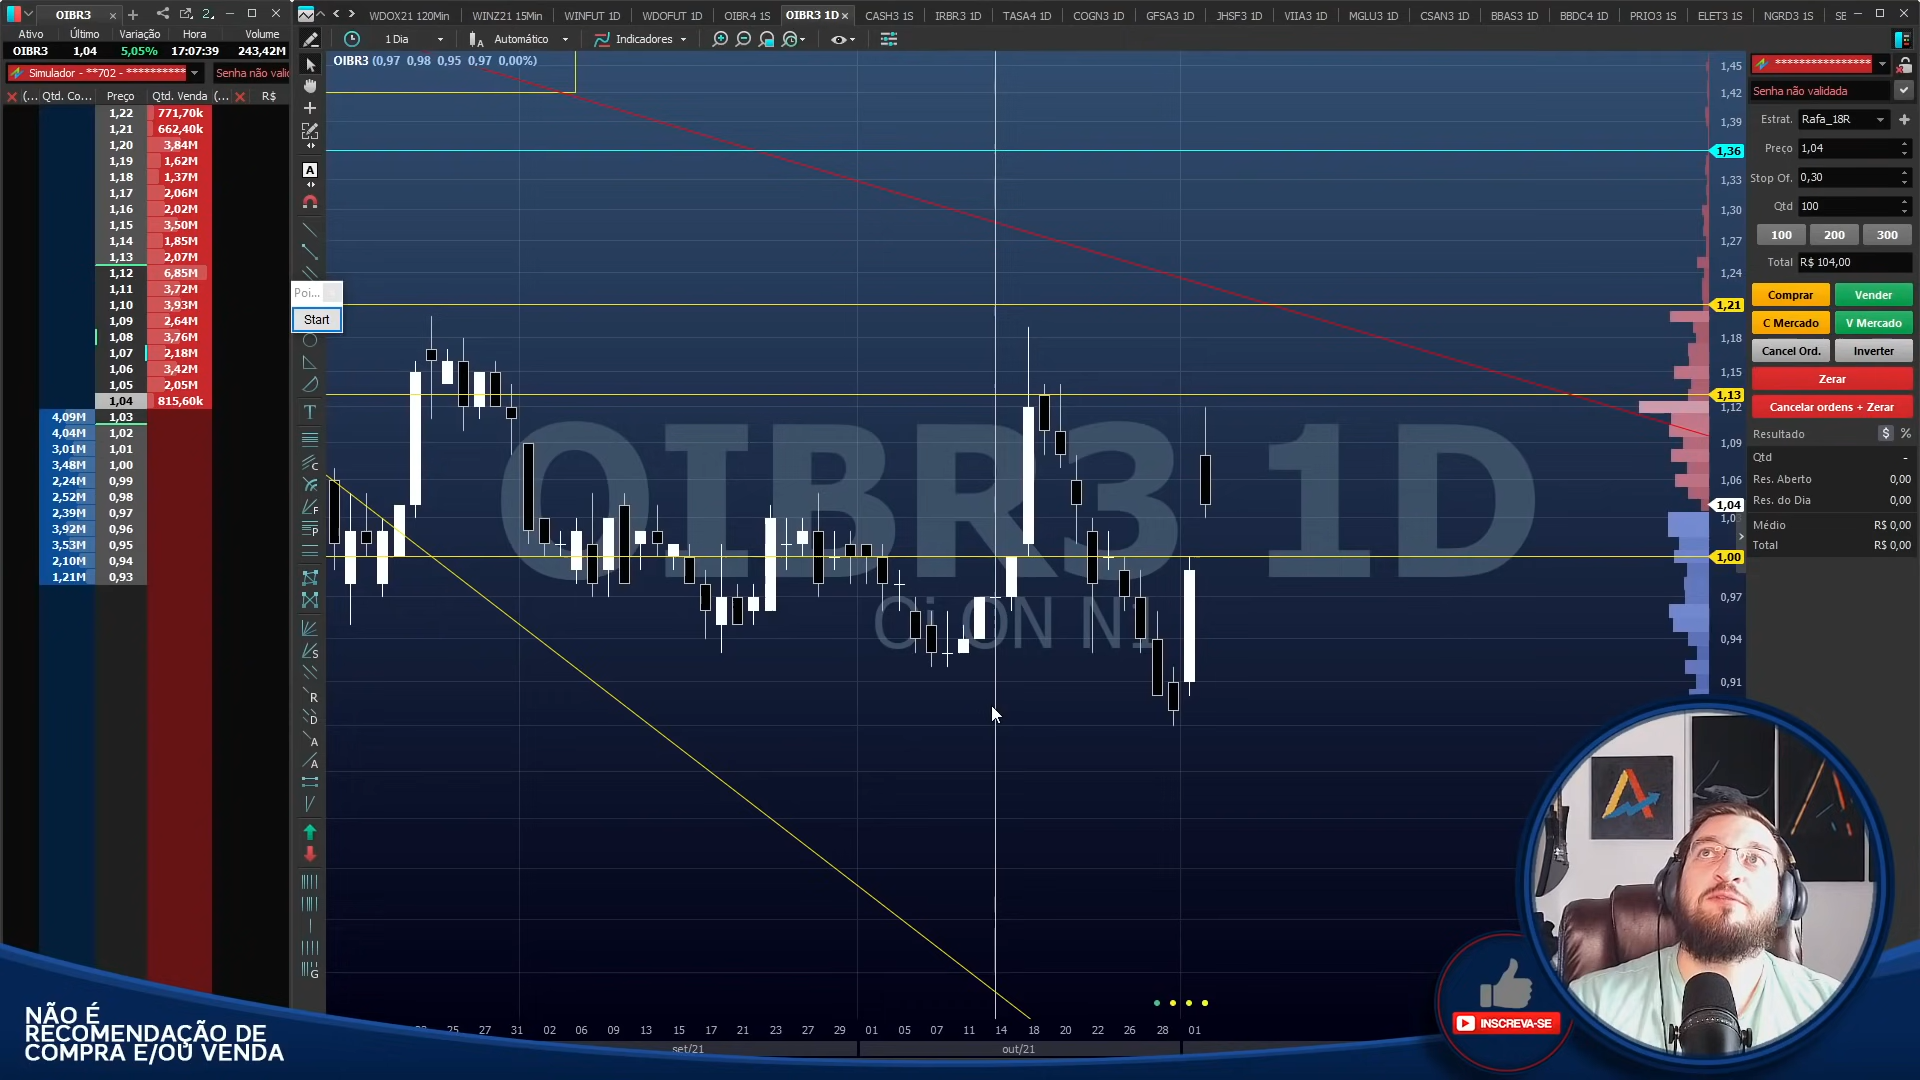 OIBR3
WDOX21 120Min
WINZ21 15Min
WINFUT 1D
WDOFUT 1D
OIBR4 1S
OIBR3 1D
CASH3 1S
IRBR3 1D
TASA4 1D
COGN3 1D
GFSA3 1D
JHSF3 1D
VIIA3 1D
MGLU3 1D
CSAN3 1D
BBAS3 1D
BBDC4 1D
PRIO3 1S
ELET3 1S
NGRD3 1S
SE
Ativo Último Variação Hora Volume
OIBR3 1,04 5,05% 17:07:39 243,42M
Simulador - **702 - ********** Senha não valid
(... Qtd. Co... Preço Qtd. Venda (... R$
1,22 771,70k
1,21 662,40k
1,20 3,84M
1,19 1,62M
1,18 1,37M
1,17 2,06M
1,16 2,02M
1,15 3,50M
1,14 1,85M
1,13 2,07M
1,12 6,85M
1,11 3,72M
1,10 3,93M
1,09 2,64M
1,08 3,76M
1,07 2,18M
1,06 3,42M
1,05 2,05M
1,04 815,60k
4,09M 1,03
4,04M 1,02
3,01M 1,01
3,48M 1,00
2,24M 0,99
2,52M 0,98
2,39M 0,97
3,92M 0,96
3,53M 0,95
2,10M 0,94
1,21M 0,93
1 Dia
Automático
Indicadores
OIBR3 (0,97 0,98 0,95 0,97 0,00%)
Poi...
Start
OIBR3 1D
Oi ON N1
1,45
1,42
1,39
1,36
1,33
1,30
1,27
1,24
1,21
1,18
1,15
1,13
1,12
1,09
1,06
1,04
1,00
0,97
0,94
0,91
25 27 31 02 06 09 13 15 17 21 23 27 29 01 05 07 11 14 18 20 22 26 28 01
set/21
out/21
*****************
Senha não validada
Estrat. Rafa_18R
Preço 1,04
Stop Of. 0,30
Qtd 100
100 200 300
Total R$ 104,00
Comprar Vender
C Mercado V Mercado
Cancel Ord. Inverter
Zerar
Cancelar ordens + Zerar
Resultado $ %
Qtd -
Res. Aberto 0,00
Res. do Dia 0,00
Médio R$ 0,00
Total R$ 0,00
NÃO É
RECOMENDAÇÃO DE
COMPRA E/OU VENDA
INSCREVA-SE